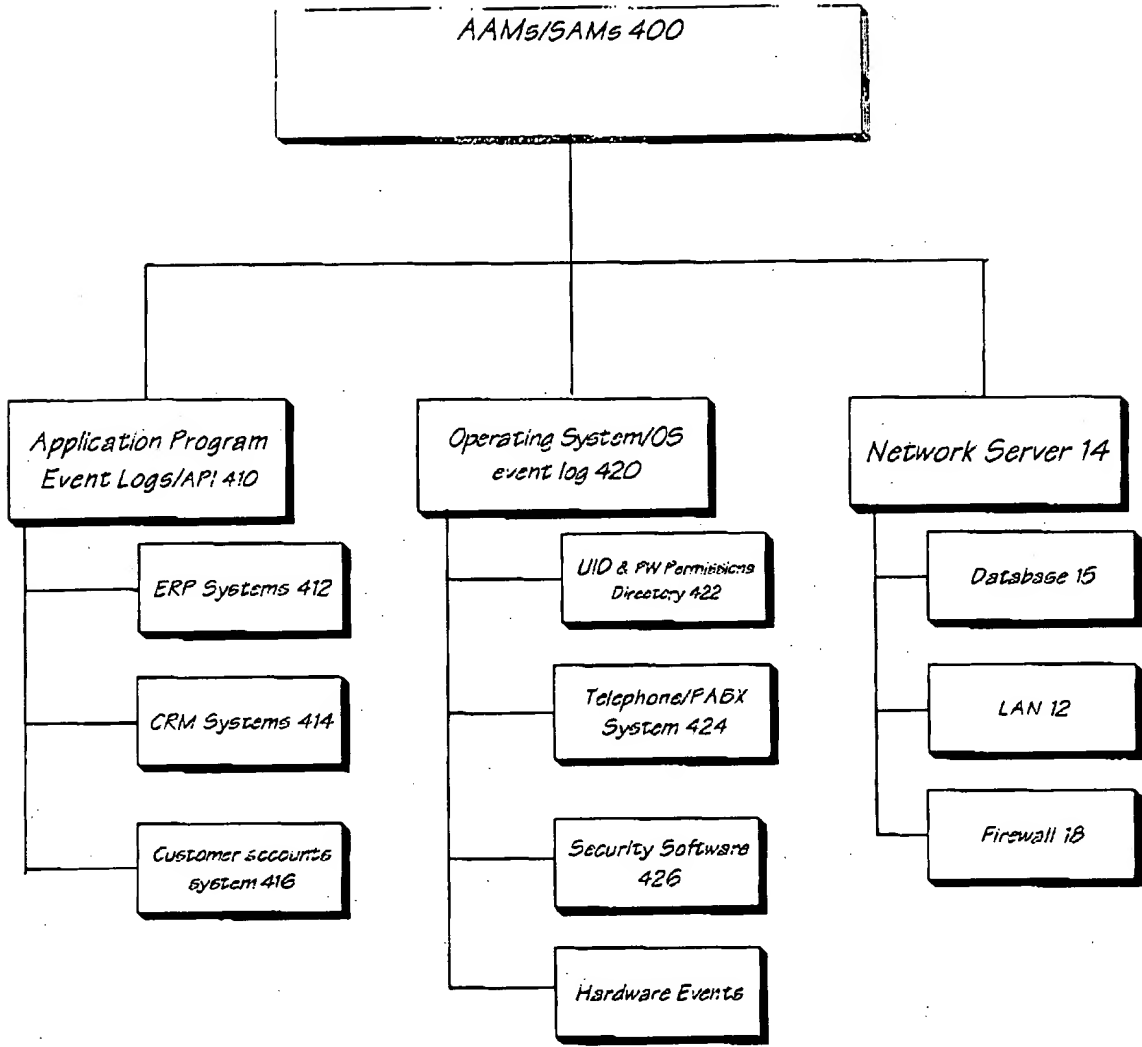 AAMs/SAMs 400
Application Program
Event Logs/API 410
ERP Systems 412
CRM Systems 414
Customer accounts
system 416
Operating System/OS
event log 420
UID & PW Permissions
Directory 422
Telephone/PABX
System 424
Security Software
426
Hardware Events
Network Server 14
Database 15
LAN 12
Firewall 18